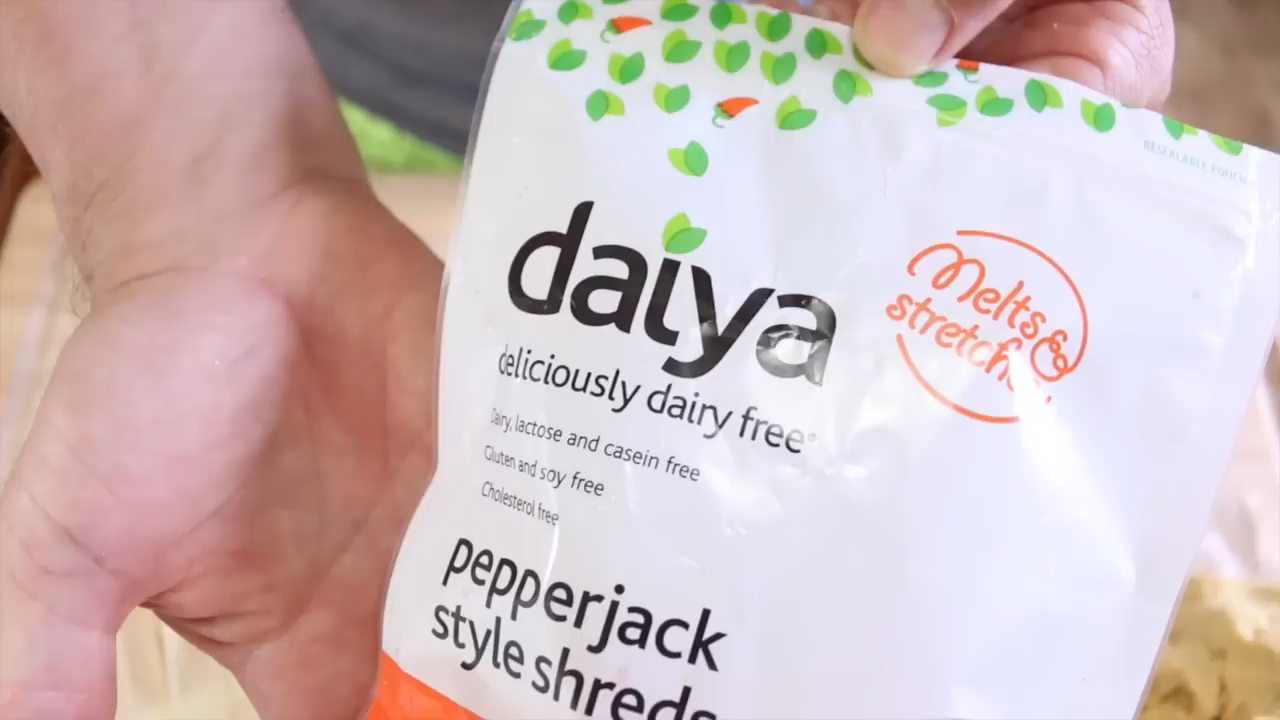 RESEALABLE POUCH
daiya
deliciously dairy free
Dairy, lactose and casein free
Gluten and soy free
Cholesterol free
Melts &
stretches!
pepperjack
style shreds